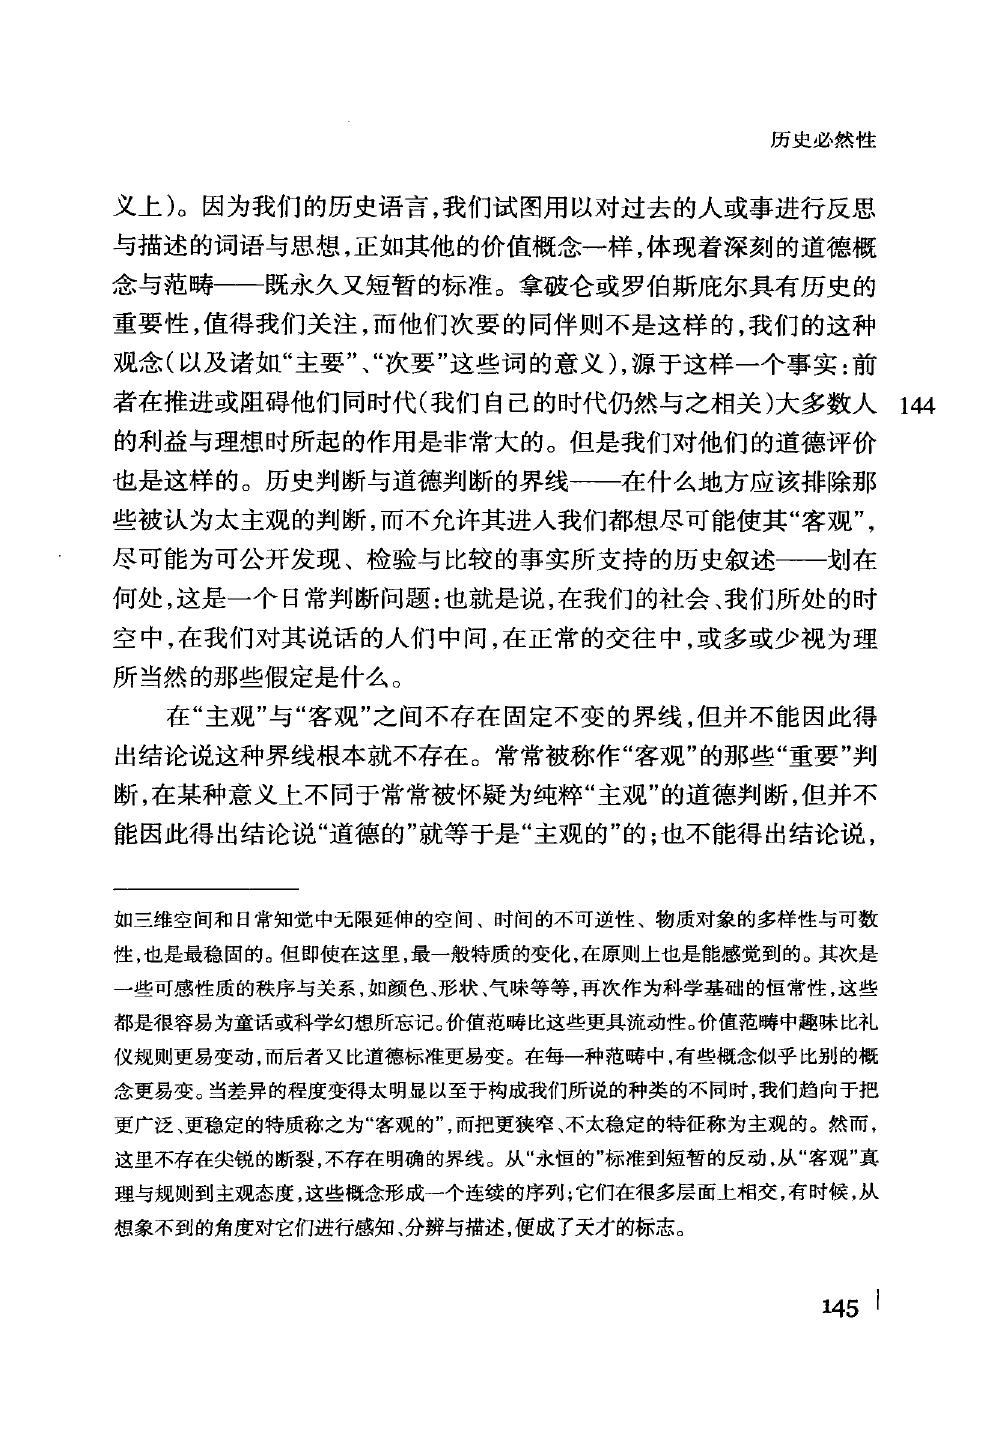 历史必然性
义上)。因为我们的历史语言,我们试图用以对过去的人或事进行反思
与描述的词语与思想,正如其他的价值概念一样,体现着深刻的道德概
念与范畴——既永久又短暂的标准。拿破仑或罗伯斯庇尔具有历史的
重要性,值得我们关注,而他们次要的同伴则不是这样的,我们的这种
观念(以及诸如“主要”、“次要”这些词的意义),源于这样一个事实:前
者在推进或阻碍他们同时代(我们自己的时代仍然与之相关)大多数人 144
的利益与理想时所起的作用是非常大的。但是我们对他们的道德评价
也是这样的。历史判断与道德判断的界线——在什么地方应该排除那
些被认为太主观的判断,而不允许其进入我们都想尽可能使其“客观”,
尽可能为可公开发现、检验与比较的事实所支持的历史叙述——划在
何处,这是一个日常判断问题:也就是说,在我们的社会、我们所处的时
空中,在我们对其说话的人们中间,在正常的交往中,或多或少视为理
所当然的那些假定是什么。
在“主观”与“客观”之间不存在固定不变的界线,但并不能因此得
出结论说这种界线根本就不存在。常常被称作“客观”的那些“重要”判
断,在某种意义上不同于常常被怀疑为纯粹“主观”的道德判断,但并不
能因此得出结论说“道德的”就等于是“主观的”的;也不能得出结论说,
如三维空间和日常知觉中无限延伸的空间、时间的不可逆性、物质对象的多样性与可数
性,也是最稳固的。但即使在这里,最一般特质的变化,在原则上也是能感觉到的。其次是
一些可感性质的秩序与关系,如颜色、形状、气味等等,再次作为科学基础的恒常性,这些
都是很容易为童话或科学幻想所忘记。价值范畴比这些更具流动性。价值范畴中趣味比礼
仪规则更易变动,而后者又比道德标准更易变。在每一种范畴中,有些概念似乎比别的概
念更易变。当差异的程度变得太明显以至于构成我们所说的种类的不同时,我们趋向于把
更广泛、更稳定的特质称之为“客观的”,而把更狭窄、不太稳定的特征称为主观的。然而,
这里不存在尖锐的断裂,不存在明确的界线。从“永恒的”标准到短暂的反动,从“客观”真
理与规则到主观态度,这些概念形成一个连续的序列;它们在很多层面上相交,有时候,从
想象不到的角度对它们进行感知、分辨与描述,便成了天才的标志。
145